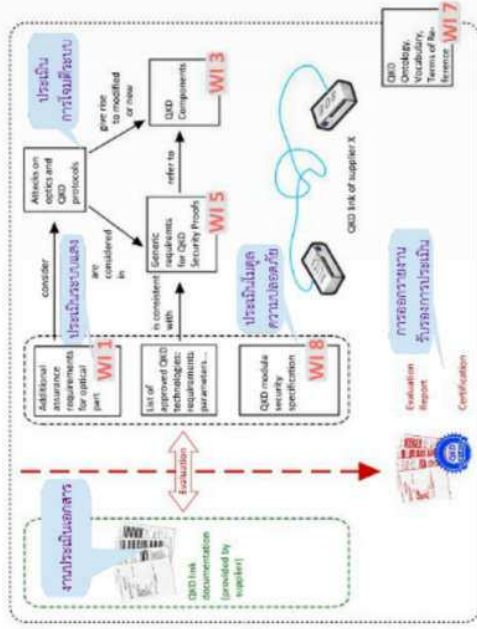 งานประเมินเอกสาร
QKD link
documentation
(provided by
supplier)
Evaluation
Additional
assurance
requirements
for optical
part
WI 1
ประเมินระบบแสง
List of
approved QKD
technologies:
requirements
parameters...
QKD module
security
specification
WI 8
ประเมินโมดูล
ความปลอดภัย
consider
are
considered
in
is consistent
with
Attacks on
optics and
QKD
protocols
ประเมิน
การโจมตีระบบ
give rise
to modified
or new
Generic
requirements
for QKD
Security Proofs
WI 5
refer to
QKD
Components
WI 3
QKD link of supplier X
Evaluation
Report
Certification
การออกรายงาน
รับรองการประเมิน
QKD
Ontology,
Vocabulary,
Terms of Re-
ference
WI 7